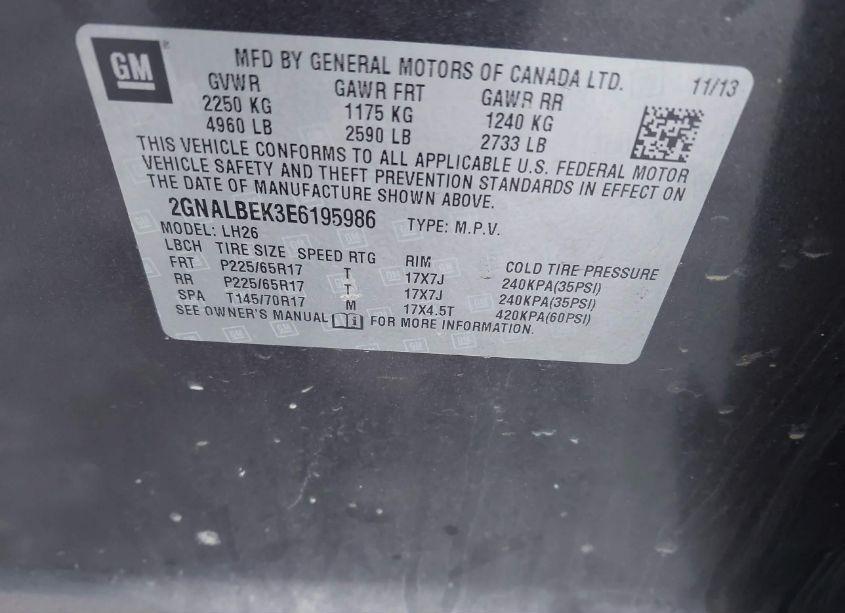 GM
MFD BY GENERAL MOTORS OF CANADA LTD. 11/13
GVWR GAWR FRT GAWR RR
2250 KG 1175 KG 1240 KG
4960 LB 2590 LB 2733 LB
THIS VEHICLE CONFORMS TO ALL APPLICABLE U.S. FEDERAL MOTOR
VEHICLE SAFETY AND THEFT PREVENTION STANDARDS IN EFFECT ON
THE DATE OF MANUFACTURE SHOWN ABOVE.
2GNALBEK3E6195986 TYPE: M.P.V.
MODEL: LH26
LBCH TIRE SIZE SPEED RTG RIM COLD TIRE PRESSURE
FRT P225/65R17 T 17X7J 240KPA(35PSI)
RR P225/65R17 T 17X7J 240KPA(35PSI)
SPA T145/70R17 M 17X4.5T 420KPA(60PSI)
SEE OWNER'S MANUAL FOR MORE INFORMATION.